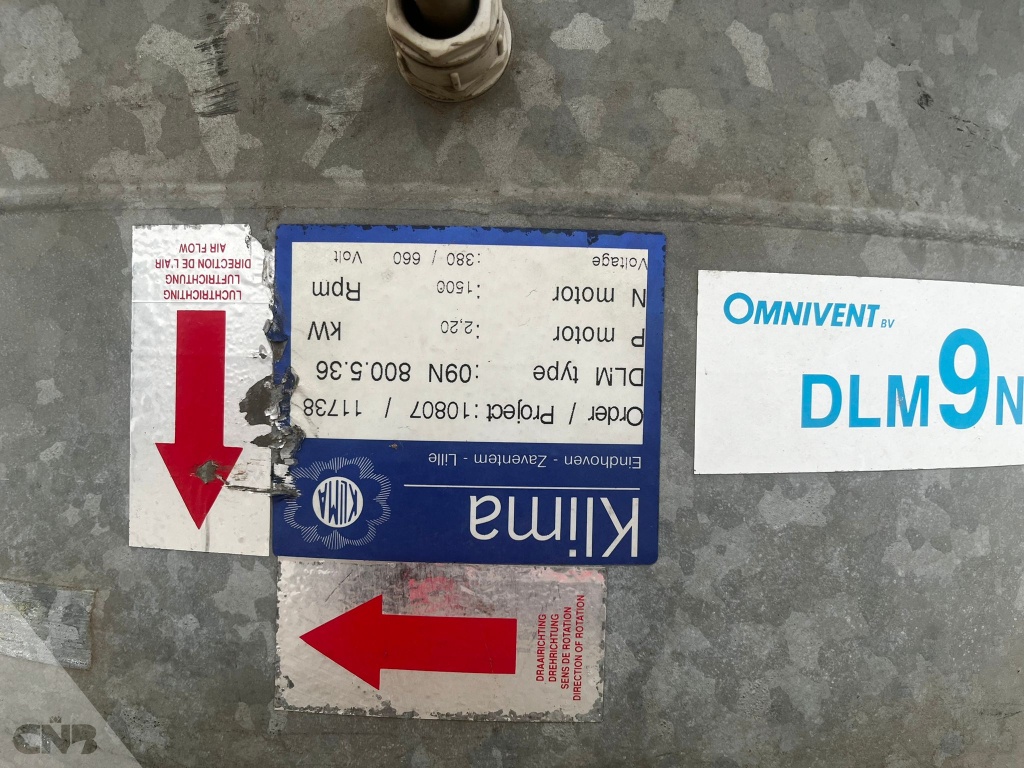 LUCHTRICHTING
LUFTRICHTUNG
DIRECTION DE L'AIR
AIR FLOW
Klima
KLIMA
Eindhoven - Zaventem - Lille
Order / Project :10807 / 11738
DLM type :09N 800.5.36
P motor :2,20 kW
N motor :1500 Rpm
Voltage :380 / 660 Volt
OMNIVENT BV
DLM9N
DRAAIRICHTING
DREHRICHTUNG
SENS DE ROTATION
DIRECTION OF ROTATION
CNB